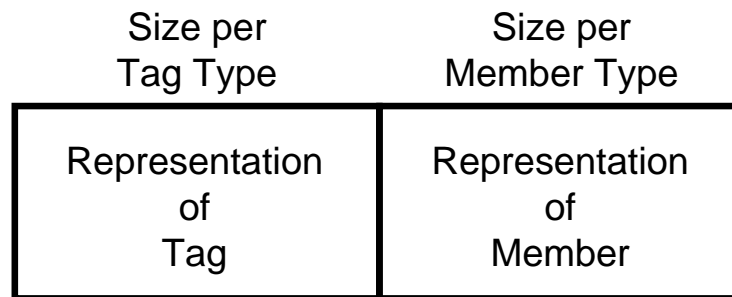 Size per
Tag Type
Size per
Member Type
Representation
of
Tag
Representation
of
Member